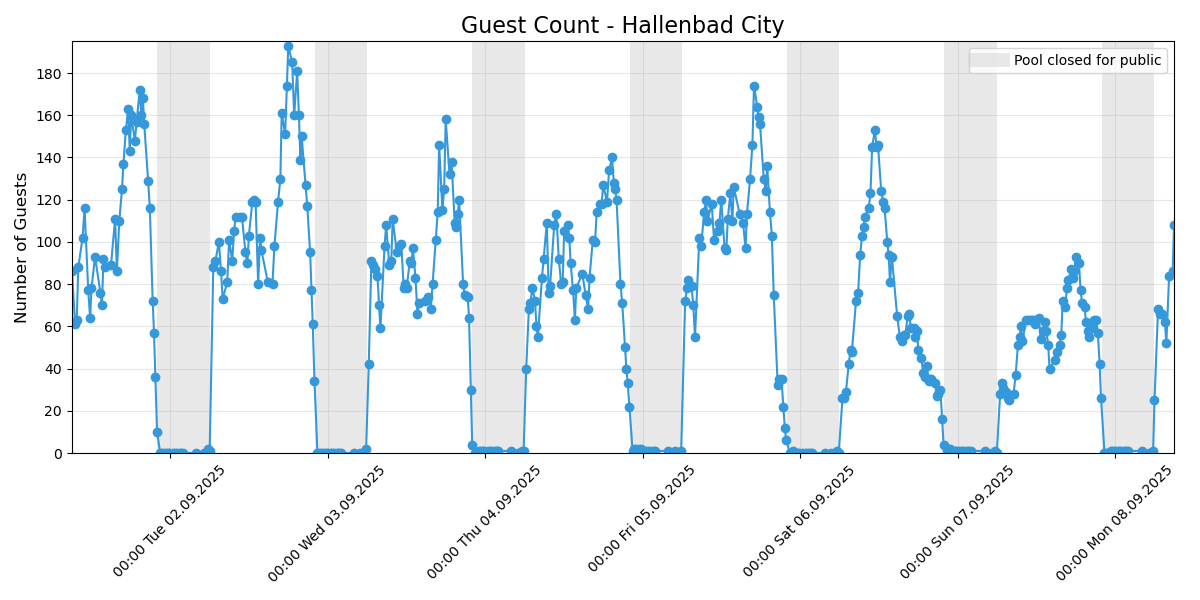 Guest Count - Hallenbad City
Pool closed for public
Number of Guests
180
160
140
120
100
80
60
40
20
0
00:00 Tue 02.09.2025
00:00 Wed 03.09.2025
00:00 Thu 04.09.2025
00:00 Fri 05.09.2025
00:00 Sat 06.09.2025
00:00 Sun 07.09.2025
00:00 Mon 08.09.2025